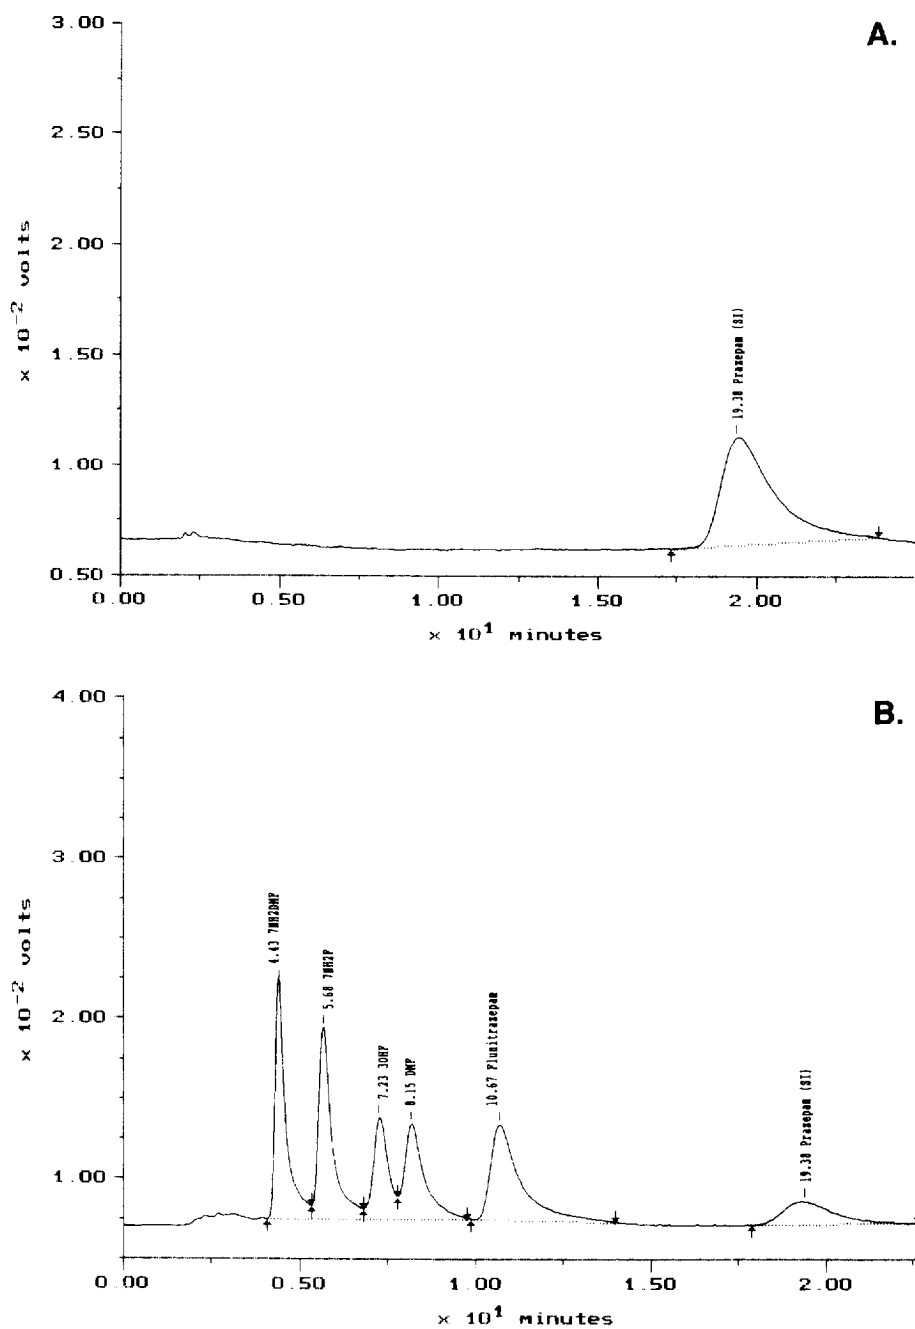 A.
3.00
2.50
2.00
1.50
1.00
0.50
× 10⁻² volts
19.38 Prazepam (SI)
0.00 0.50 1.00 1.50 2.00
× 10¹ minutes
B.
4.00
3.00
2.00
1.00
× 10⁻² volts
4.43 7NH2DMF
5.68 7NH2F
7.23 3OHF
8.15 DMF
10.67 Flunitrazepam
19.38 Prazepam (SI)
0.00 0.50 1.00 1.50 2.00
× 10¹ minutes